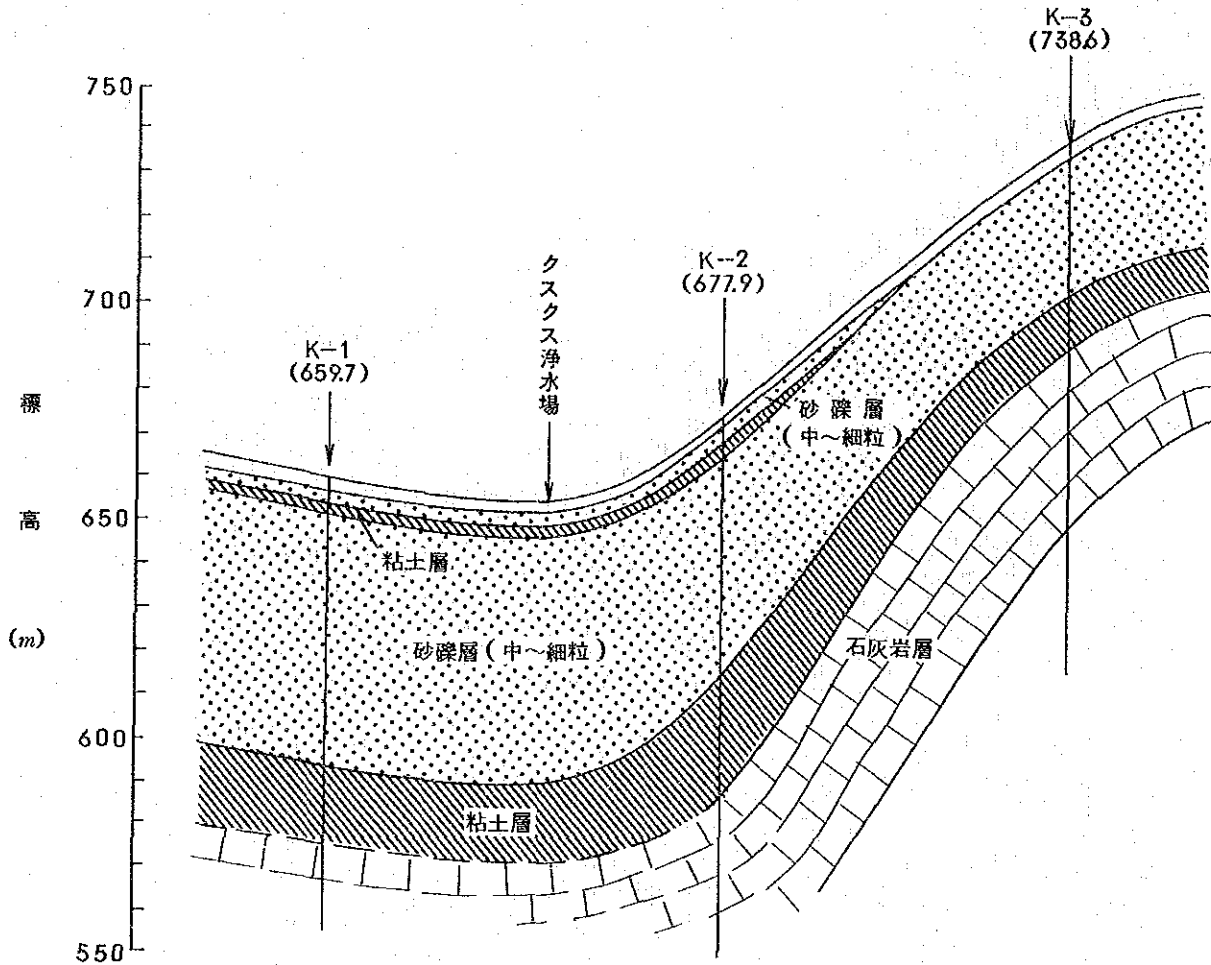 K-3
(738.6)
750
K-2
(677.9)
クスクス浄水場
700
K-1
(659.7)
標高
(m)
砂礫層
(中～細粒)
650
粘土層
砂礫層(中～細粒)
石灰岩層
600
粘土層
550